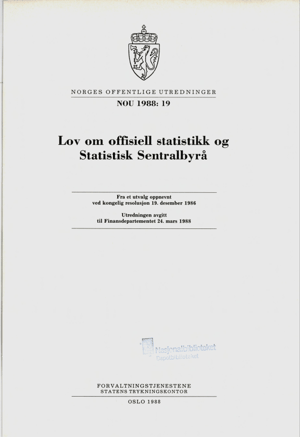 NORGES OFFENTLIGE UTREDNINGER
NOU 1988: 19
Lov om offisiell statistikk og
Statistisk Sentralbyrå
Fra et utvalg oppnevnt
ved kongelig resolusjon 19. desember 1986
Utredningen avgitt
til Finansdepartementet 24. mars 1988
Nasjonalbiblioteket
FORVALTNINGSTJENESTENE
STATENS TRYKNINGSKONTOR
OSLO 1988